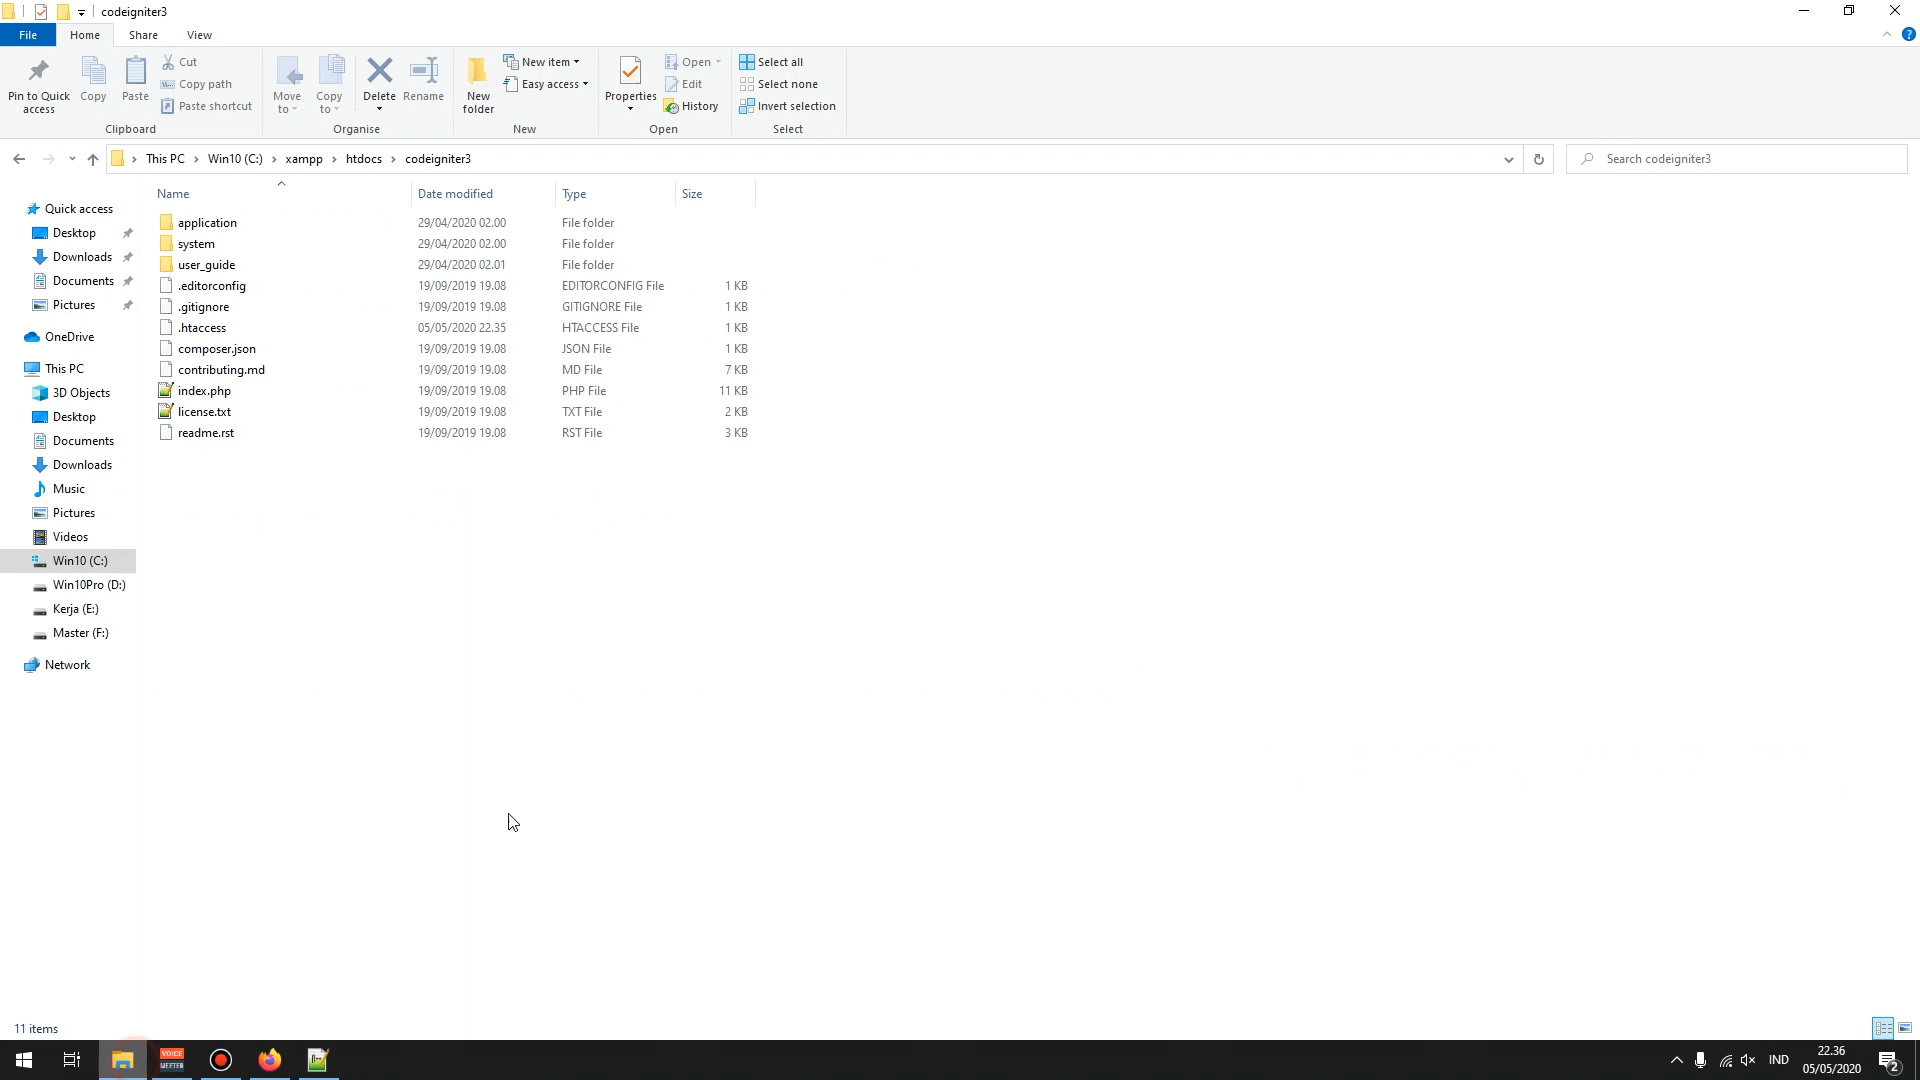 codeigniter3
File Home Share View
Pin to Quick access
Copy
Paste
Cut
Copy path
Paste shortcut
Clipboard
Move to
Copy to
Delete
Rename
Organise
New folder
New item
Easy access
New
Properties
Open
Edit
History
Open
Select all
Select none
Invert selection
Select
This PC > Win10 (C:) > xampp > htdocs > codeigniter3
Search codeigniter3
Quick access
Desktop
Downloads
Documents
Pictures
OneDrive
This PC
3D Objects
Desktop
Documents
Downloads
Music
Pictures
Videos
Win10 (C:)
Win10Pro (D:)
Kerja (E:)
Master (F:)
Network
Name Date modified Type Size
application 29/04/2020 02.00 File folder
system 29/04/2020 02.00 File folder
user_guide 29/04/2020 02.01 File folder
.editorconfig 19/09/2019 19.08 EDITORCONFIG File 1 KB
.gitignore 19/09/2019 19.08 GITIGNORE File 1 KB
.htaccess 05/05/2020 22.35 HTACCESS File 1 KB
composer.json 19/09/2019 19.08 JSON File 1 KB
contributing.md 19/09/2019 19.08 MD File 7 KB
index.php 19/09/2019 19.08 PHP File 11 KB
license.txt 19/09/2019 19.08 TXT File 2 KB
readme.rst 19/09/2019 19.08 RST File 3 KB
11 items
VOICE
MEETER
IND
22.36
05/05/2020
2